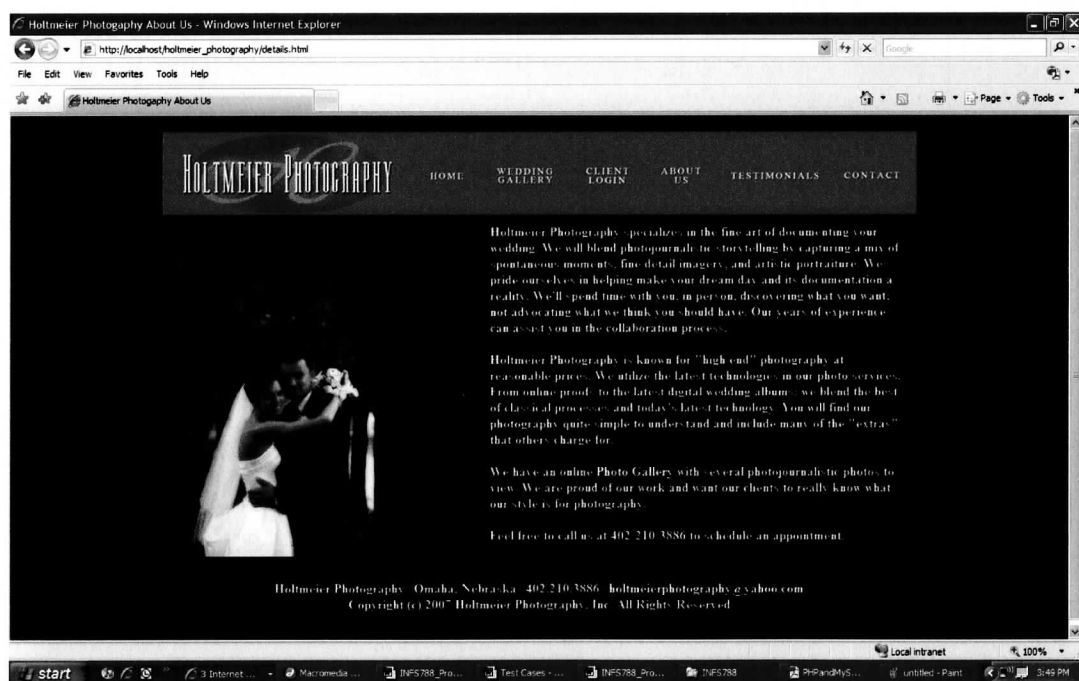 Holtmeier Photogaphy About Us - Windows Internet Explorer
http://localhost/holtmeier_photography/details.html
Google
File Edit View Favorites Tools Help
Holtmeier Photogaphy About Us
Page Tools
HOLTMEIER PHOTOGRAPHY
HOME
WEDDING
GALLERY
CLIENT
LOGIN
ABOUT
US
TESTIMONIALS
CONTACT
Holtmeier Photography specializes in the fine art of documenting your
wedding. We will blend photojournalistic storytelling by capturing a mix of
spontaneous moments, fine detail imagery, and artistic portraiture. We
pride ourselves in helping make your dream day and its documentation a
reality. We'll spend time with you, in person, discovering what you want,
not advocating what we think you should have. Our years of experience
can assist you in the collaboration process.
Holtmeier Photography is known for "high end" photography at
reasonable prices. We utilize the latest technologies in our photo services.
From online proofs to the latest digital wedding albums; we blend the best
of classical processes and today's latest technology. You will find our
photography quite simple to understand and include many of the "extras"
that others charge for.
We have an online Photo Gallery with several photojournalistic photos to
view. We are proud of our work and want our clients to really know what
our style is for photography.
Feel free to call us at 402-210-3886 to schedule an appointment.
Holtmeier Photography Omaha, Nebraska 402.210.3886 holtmeierphotography@yahoo.com
Copyright (c) 2007 Holtmeier Photography, Inc. All Rights Reserved
Local intranet 100%
start 3 Internet ... Macromedia ... INFS788_Pro... Test Cases - ... INFS788_Pro... INFS788 PHPandMyS... untitled - Paint 3:49 PM